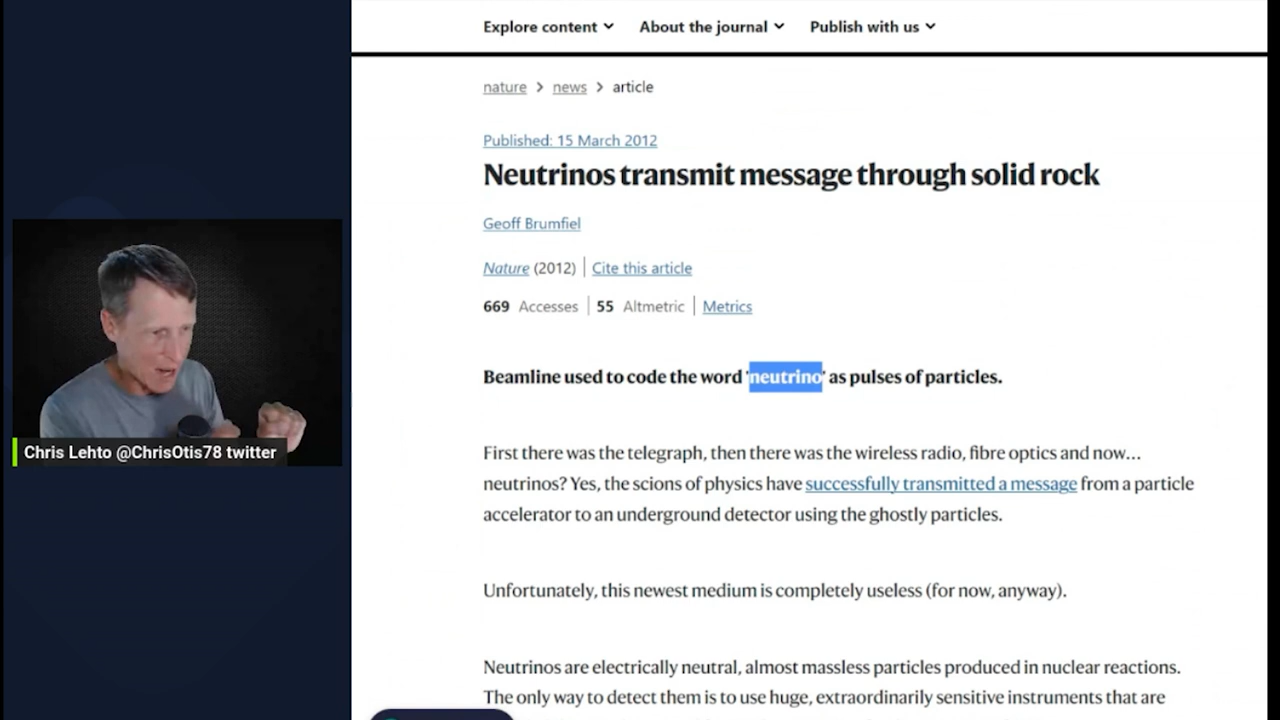 Explore content
About the journal
Publish with us
nature > news > article
Published: 15 March 2012
Neutrinos transmit message through solid rock
Geoff Brumfiel
Nature (2012) | Cite this article
669 Accesses | 55 Altmetric | Metrics
Beamline used to code the word 'neutrino' as pulses of particles.
First there was the telegraph, then there was the wireless radio, fibre optics and now…
neutrinos? Yes, the scions of physics have successfully transmitted a message from a particle
accelerator to an underground detector using the ghostly particles.
Unfortunately, this newest medium is completely useless (for now, anyway).
Neutrinos are electrically neutral, almost massless particles produced in nuclear reactions.
The only way to detect them is to use huge, extraordinarily sensitive instruments that are
Chris Lehto @ChrisOtis78 twitter